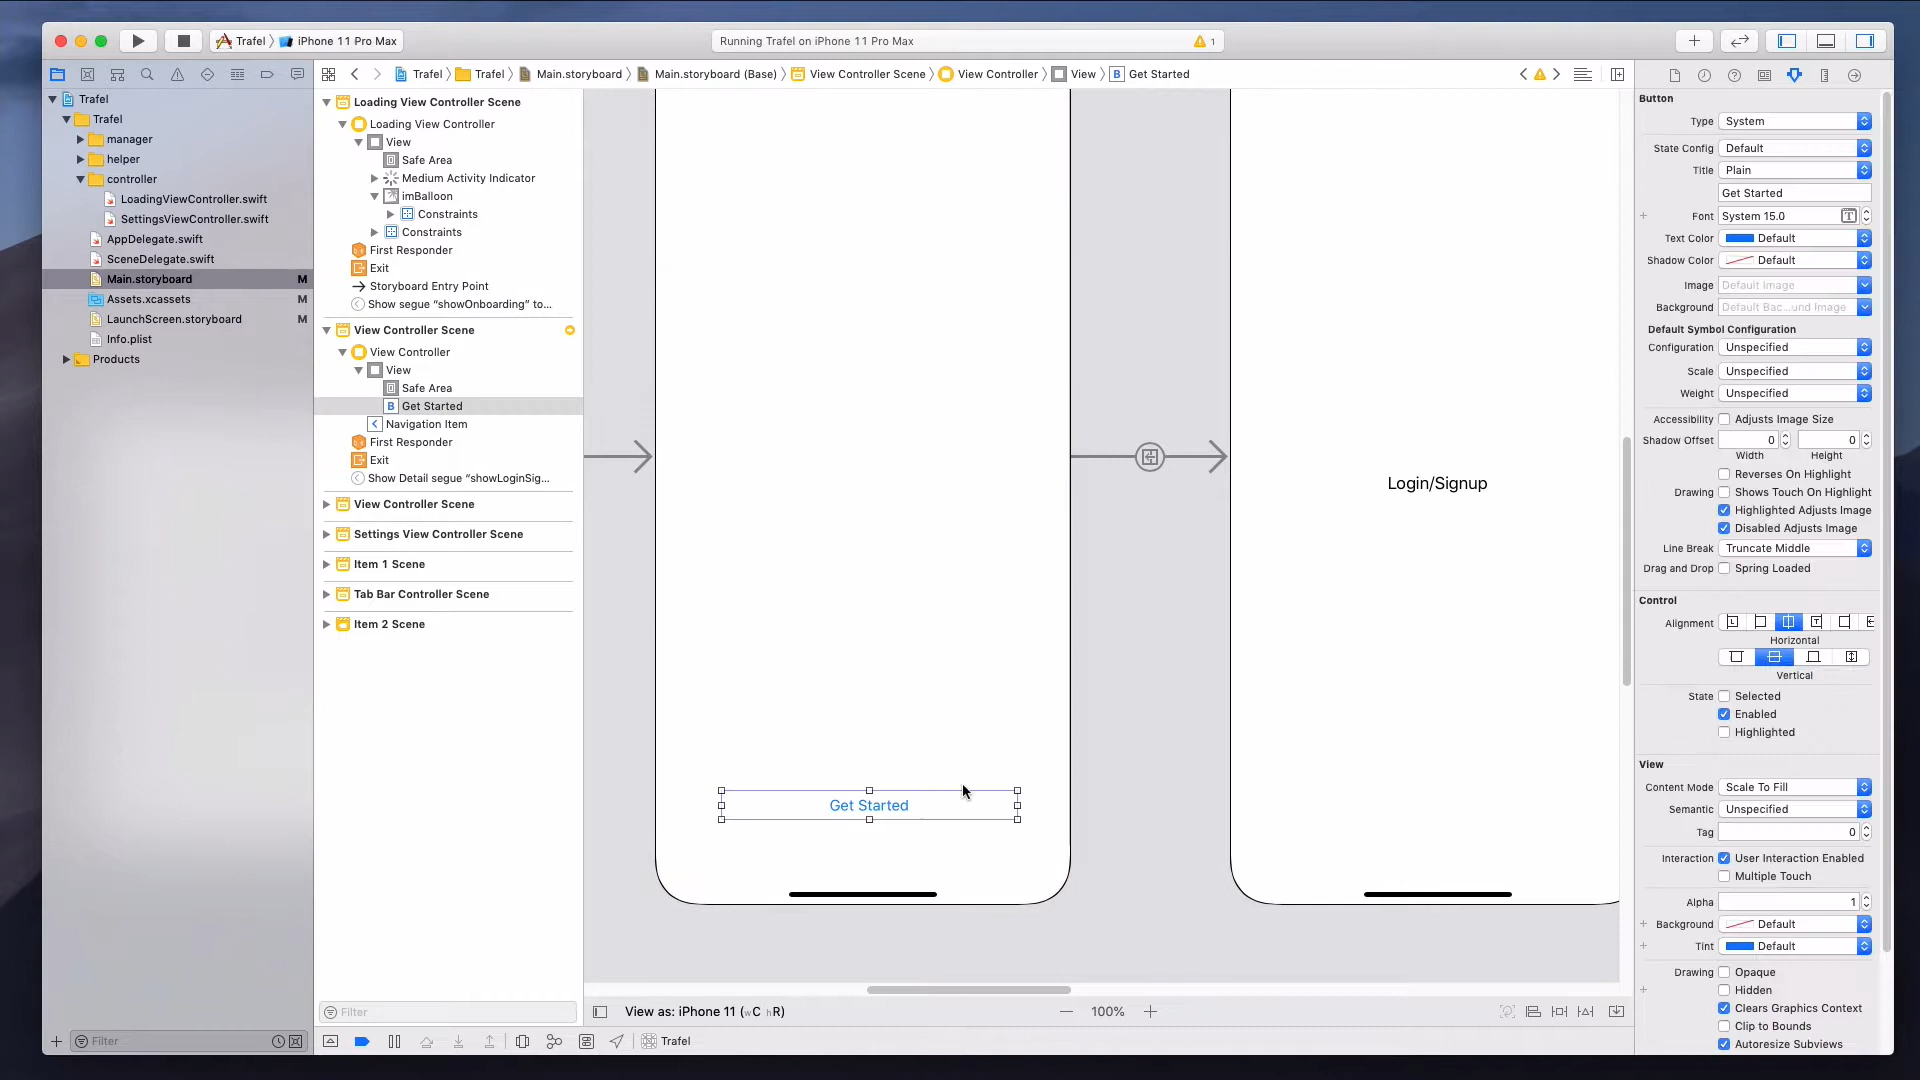 Trafel
iPhone 11 Pro Max
Running Trafel on iPhone 11 Pro Max
1
Trafel
Trafel
manager
helper
controller
LoadingViewController.swift
SettingsViewController.swift
AppDelegate.swift
SceneDelegate.swift
Main.storyboard
M
Assets.xcassets
M
LaunchScreen.storyboard
M
Info.plist
Products
Filter
Trafel
Trafel
Main.storyboard
Main.storyboard (Base)
View Controller Scene
View Controller
View
B
Get Started
Loading View Controller Scene
Loading View Controller
View
Safe Area
Medium Activity Indicator
imBalloon
Constraints
Constraints
First Responder
Exit
Storyboard Entry Point
Show segue “showOnboarding” to...
View Controller Scene
View Controller
View
Safe Area
B
Get Started
Navigation Item
First Responder
Exit
Show Detail segue “showLoginSig...
View Controller Scene
Settings View Controller Scene
Item 1 Scene
Tab Bar Controller Scene
Item 2 Scene
Filter
Get Started
Login/Signup
View as: iPhone 11 (wC hR)
100%
Trafel
Button
Type
System
State Config
Default
Title
Plain
Get Started
Font
System 15.0
T
Text Color
Default
Shadow Color
Default
Image
Default Image
Background
Default Bac...und Image
Default Symbol Configuration
Configuration
Unspecified
Scale
Unspecified
Weight
Unspecified
Accessibility
Adjusts Image Size
Shadow Offset
0
0
Width
Height
Reverses On Highlight
Drawing
Shows Touch On Highlight
Highlighted Adjusts Image
Disabled Adjusts Image
Line Break
Truncate Middle
Drag and Drop
Spring Loaded
Control
Alignment
Horizontal
Vertical
State
Selected
Enabled
Highlighted
View
Content Mode
Scale To Fill
Semantic
Unspecified
Tag
0
Interaction
User Interaction Enabled
Multiple Touch
Alpha
1
Background
Default
Tint
Default
Drawing
Opaque
Hidden
Clears Graphics Context
Clip to Bounds
Autoresize Subviews